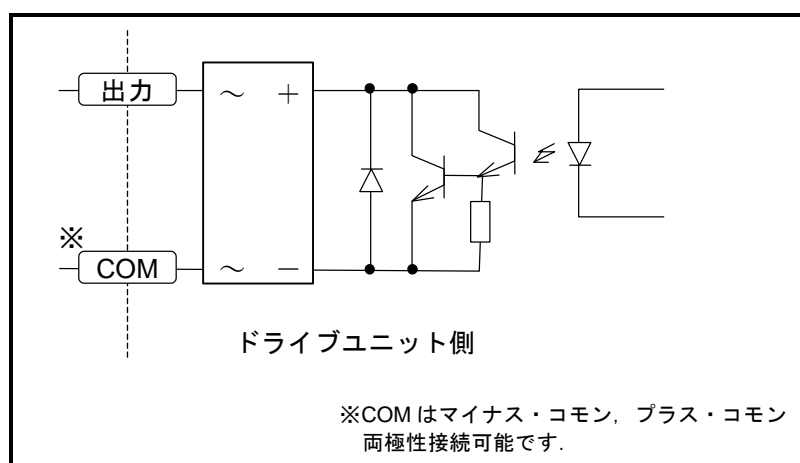 出力
～ ＋
※
COM
～ −
ドライブユニット側
※COM はマイナス・コモン, プラス・コモン
両極性接続可能です.